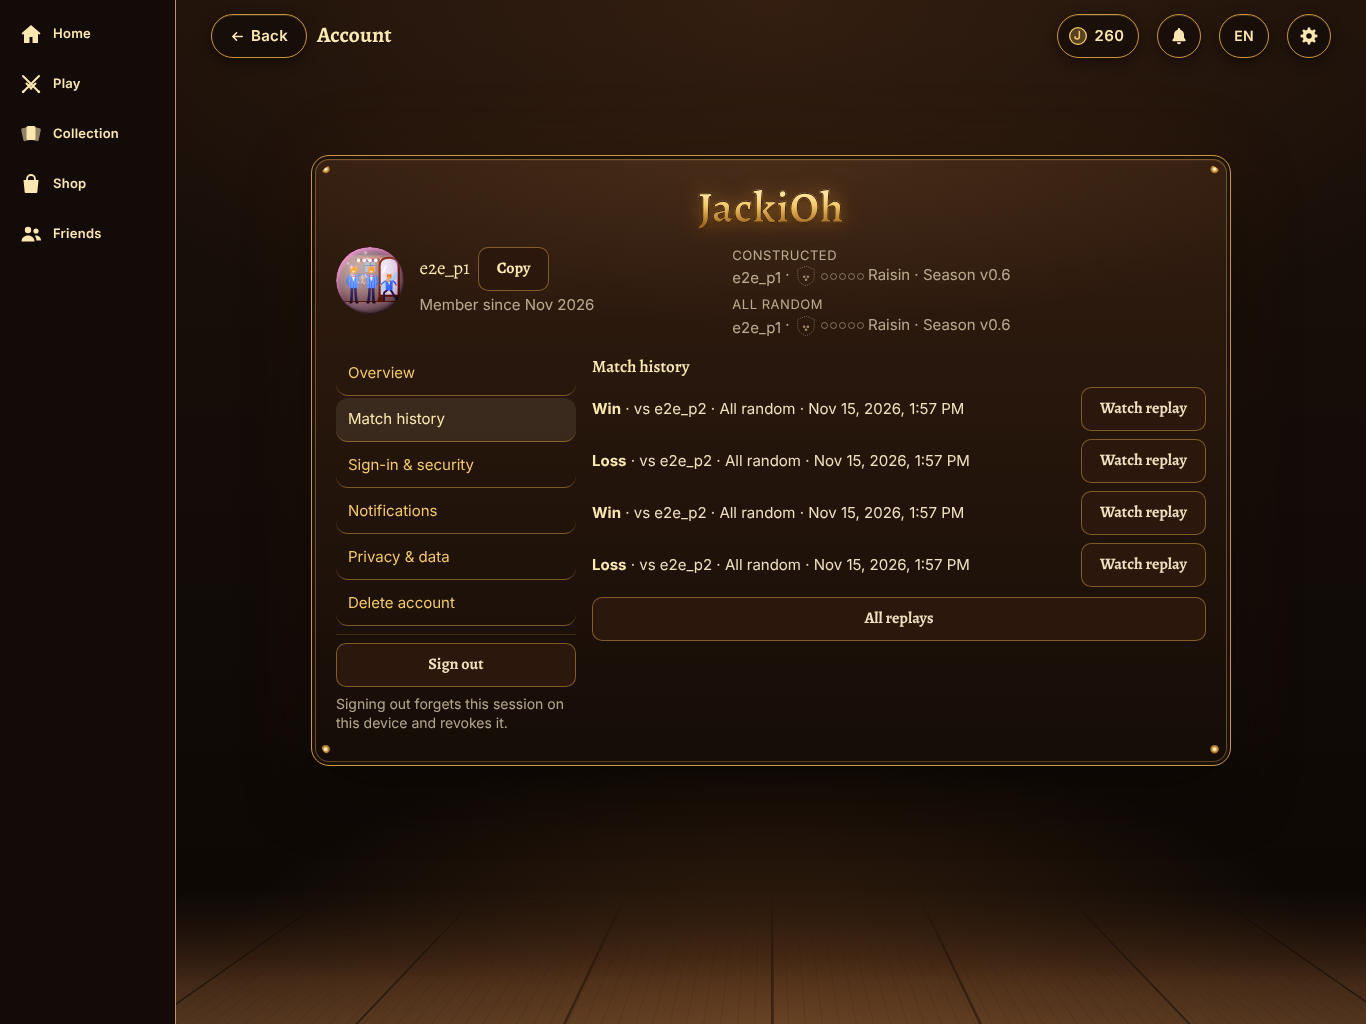 Home
Play
Collection
Shop
Friends
← Back
Account
J 260
EN
JackiOh
e2e_p1
Copy
Member since Nov 2026
CONSTRUCTED
e2e_p1 · Raisin · Season v0.6
ALL RANDOM
e2e_p1 · Raisin · Season v0.6
Overview
Match history
Sign-in & security
Notifications
Privacy & data
Delete account
Sign out
Signing out forgets this session on
this device and revokes it.
Match history
Win · vs e2e_p2 · All random · Nov 15, 2026, 1:57 PM
Watch replay
Loss · vs e2e_p2 · All random · Nov 15, 2026, 1:57 PM
Watch replay
Win · vs e2e_p2 · All random · Nov 15, 2026, 1:57 PM
Watch replay
Loss · vs e2e_p2 · All random · Nov 15, 2026, 1:57 PM
Watch replay
All replays